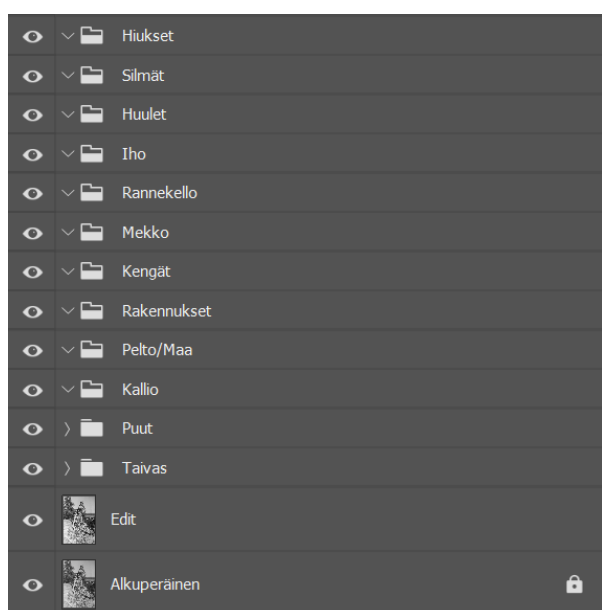 Hiukset
Silmät
Huulet
Iho
Rannekello
Mekko
Kengät
Rakennukset
Pelto/Maa
Kallio
Puut
Taivas
Edit
Alkuperäinen